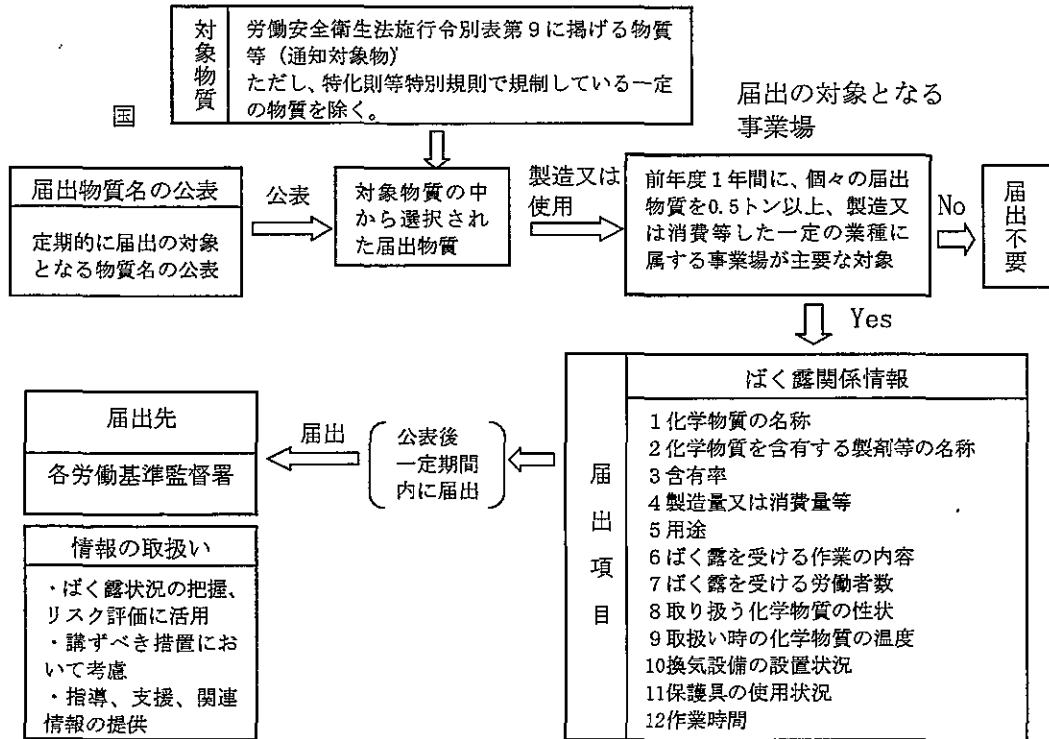 対象物質
労働安全衛生法施行令別表第9に掲げる物質
等（通知対象物）
ただし、特化則等特別規則で規制している一定
の物質を除く。
国
届出の対象となる
事業場
届出物質名の公表
定期的に届出の対象
となる物質名の公表
公表
対象物質の中
から選択され
た届出物質
製造又は
使用
前年度1年間に、個々の届出
物質を0.5トン以上、製造又
は消費等した一定の業種に
属する事業場が主要な対象
No
届出不要
Yes
届出項目
ばく露関係情報
1化学物質の名称
2化学物質を含有する製剤等の名称
3含有率
4製造量又は消費量等
5用途
6ばく露を受ける作業の内容
7ばく露を受ける労働者数
8取り扱う化学物質の性状
9取扱い時の化学物質の温度
10換気設備の設置状況
11保護具の使用状況
12作業時間
公表後
一定期間
内に届出
届出
届出先
各労働基準監督署
情報の取扱い
・ばく露状況の把握、
リスク評価に活用
・講ずべき措置にお
いて考慮
・指導、支援、関連
情報の提供